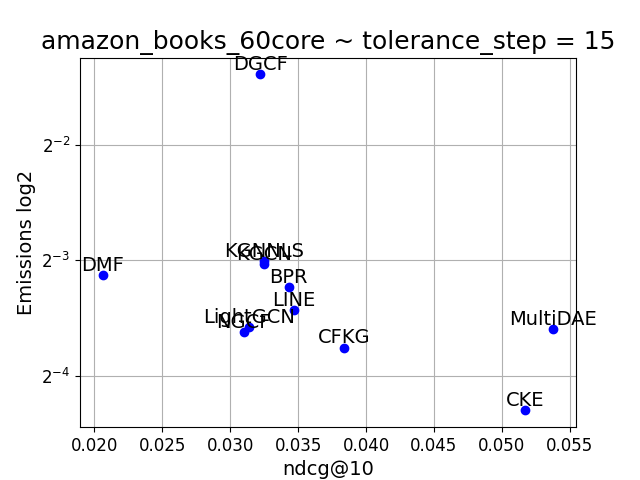 amazon_books_60core ~ tolerance_step = 15
DGCF
2⁻²
KGNNLS
KGCN
2⁻³
DMF
BPR
LINE
LightGCN
NGCF
MultiDAE
CFKG
2⁻⁴
CKE
Emissions log2
0.020 0.025 0.030 0.035 0.040 0.045 0.050 0.055
ndcg@10